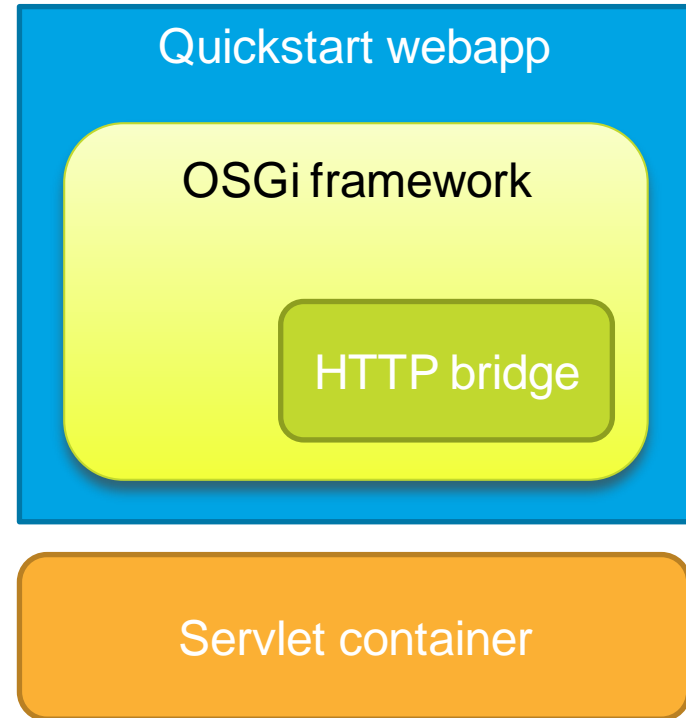 Quickstart webapp
OSGi framework
HTTP bridge
Servlet container